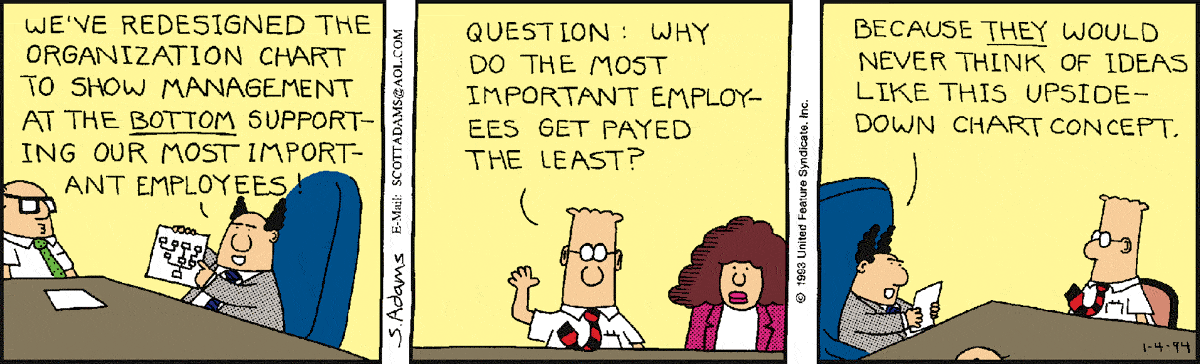 WE'VE REDESIGNED THE
ORGANIZATION CHART
TO SHOW MANAGEMENT
AT THE BOTTOM SUPPORT-
ING OUR MOST IMPORT-
ANT EMPLOYEES!
S. Adams E-Mail: SCOTTADAMS@AOL.COM
QUESTION: WHY
DO THE MOST
IMPORTANT EMPLOY-
EES GET PAYED
THE LEAST?
© 1993 United Feature Syndicate, Inc.
BECAUSE THEY WOULD
NEVER THINK OF IDEAS
LIKE THIS UPSIDE-
DOWN CHART CONCEPT.
1-4-94